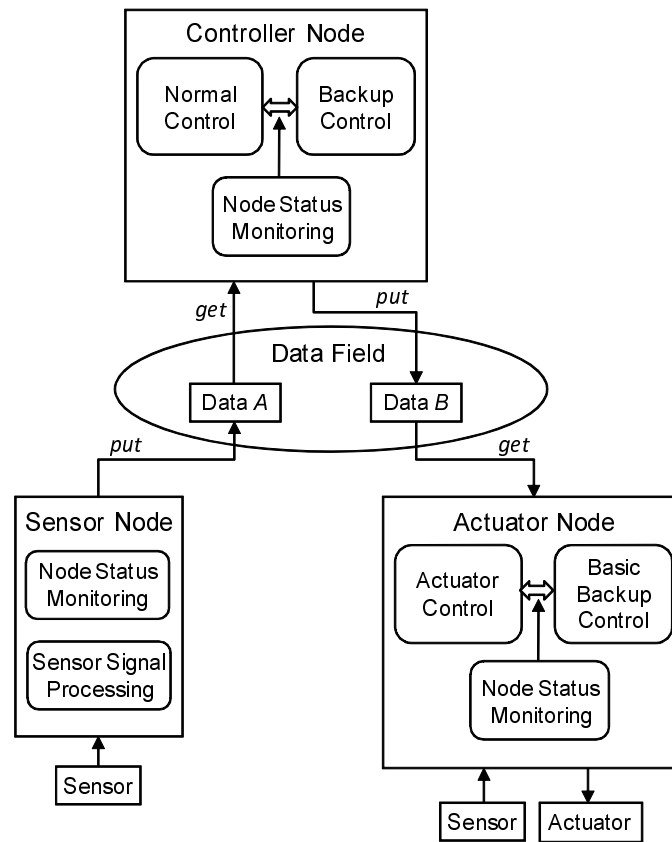 Controller Node
Normal
Control
Backup
Control
Node Status
Monitoring
get
put
Data Field
Data A
Data B
put
get
Sensor Node
Node Status
Monitoring
Sensor Signal
Processing
Sensor
Actuator Node
Actuator
Control
Basic
Backup
Control
Node Status
Monitoring
Sensor
Actuator